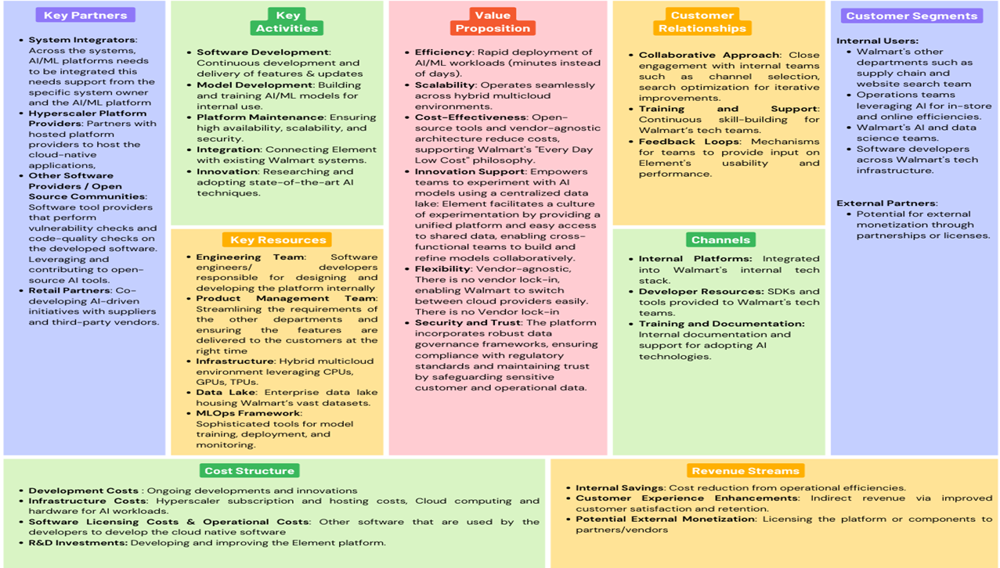 Key Partners
System Integrators:
Across the systems,
AI/ML platforms needs
to be integrated this
needs support from the
specific system owner
and the AI/ML platform
Hyperscaler Platform
Providers: Partners with
hosted platform
providers to host the
cloud-native
applications,
Other Software
Providers / Open
Source Communities:
Software tool providers
that perform
vulnerability checks and
code-quality checks on
the developed software.
Leveraging and
contributing to open-
source AI tools.
Retail Partners: Co-
developing AI-driven
initiatives with suppliers
and third-party vendors.
Key
Activities
Software Development:
Continuous development and
delivery of features & updates
Model Development: Building
and training AI/ML models for
internal use.
Platform Maintenance: Ensuring
high availability, scalability, and
security.
Integration: Connecting Element
with existing Walmart systems.
Innovation: Researching and
adopting state-of-the-art AI
techniques.
Key Resources
Engineering Team: Software
engineers/ developers
responsible for designing and
developing the platform internally
Product Management Team:
Streamlining the requirements of
the other departments and
ensuring the features are
delivered to the customers at the
right time
Infrastructure: Hybrid multicloud
environment leveraging CPUs,
GPUs, TPUs.
Data Lake: Enterprise data lake
housing Walmart's vast datasets.
MLOps Framework:
Sophisticated tools for model
training, deployment, and
monitoring.
Value
Proposition
Efficiency: Rapid deployment of
AI/ML workloads (minutes instead
of days).
Scalability: Operates seamlessly
across hybrid multicloud
environments.
Cost-Effectiveness: Open-
source tools and vendor-agnostic
architecture reduce costs,
supporting Walmart's "Every Day
Low Cost" philosophy.
Innovation Support: Empowers
teams to experiment with AI
models using a centralized data
lake: Element facilitates a culture
of experimentation by providing a
unified platform and easy access
to shared data, enabling cross-
functional teams to build and
refine models collaboratively.
Flexibility: Vendor-agnostic,
There is no vendor lock-in,
enabling Walmart to switch
between cloud providers easily.
There is no Vendor lock-in
Security and Trust: The platform
incorporates robust data
governance frameworks, ensuring
compliance with regulatory
standards and maintaining trust
by safeguarding sensitive
customer and operational data.
Customer
Relationships
Collaborative Approach: Close
engagement with internal teams
such as channel selection,
search optimization for iterative
improvements.
Training and Support:
Continuous skill-building for
Walmart's tech teams.
Feedback Loops: Mechanisms
for teams to provide input on
Element's usability and
performance.
Channels
Internal Platforms: Integrated
into Walmart's internal tech
stack.
Developer Resources: SDKs and
tools provided to Walmart's tech
teams.
Training and Documentation:
Internal documentation and
support for adopting AI
technologies.
Customer Segments
Internal Users:
Walmart's other
departments such as
supply chain and
website search team
Operations teams
leveraging AI for in-store
and online efficiencies.
Walmart's AI and data
science teams.
Software developers
across Walmart's tech
infrastructure.
External Partners:
Potential for external
monetization through
partnerships or licenses.
Cost Structure
Development Costs : Ongoing developments and innovations
Infrastructure Costs: Hyperscaler subscription and hosting costs, Cloud computing and
hardware for AI workloads.
Software Licensing Costs & Operational Costs: Other software that are used by the
developers to develop the cloud native software
R&D Investments: Developing and improving the Element platform.
Revenue Streams
Internal Savings: Cost reduction from operational efficiencies.
Customer Experience Enhancements: Indirect revenue via improved
customer satisfaction and retention.
Potential External Monetization: Licensing the platform or components to
partners/vendors